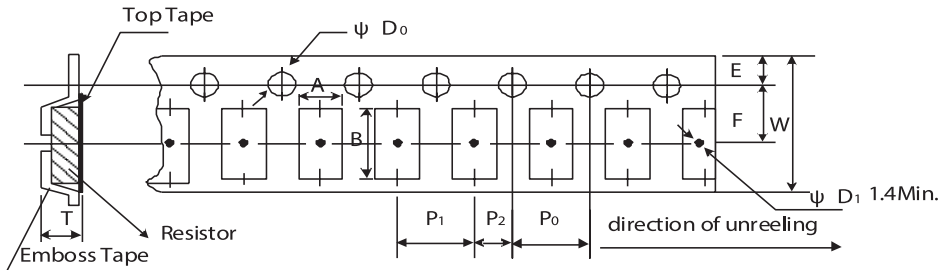 Top Tape
ψ D0
E
A
F
W
B
ψ D1 1.4Min.
T
P1
P2
P0
direction of unreeling
Resistor
Emboss Tape